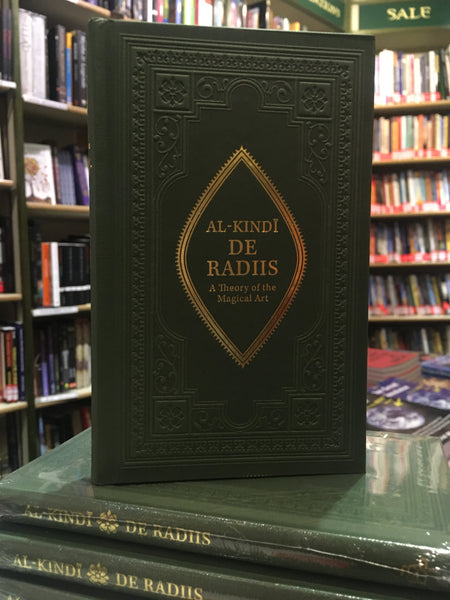 SALE
AL-KINDĪ
DE
RADIIS
A Theory of the
Magical Art
AL-KINDĪ DE RADIIS
AL-KINDĪ DE RADIIS